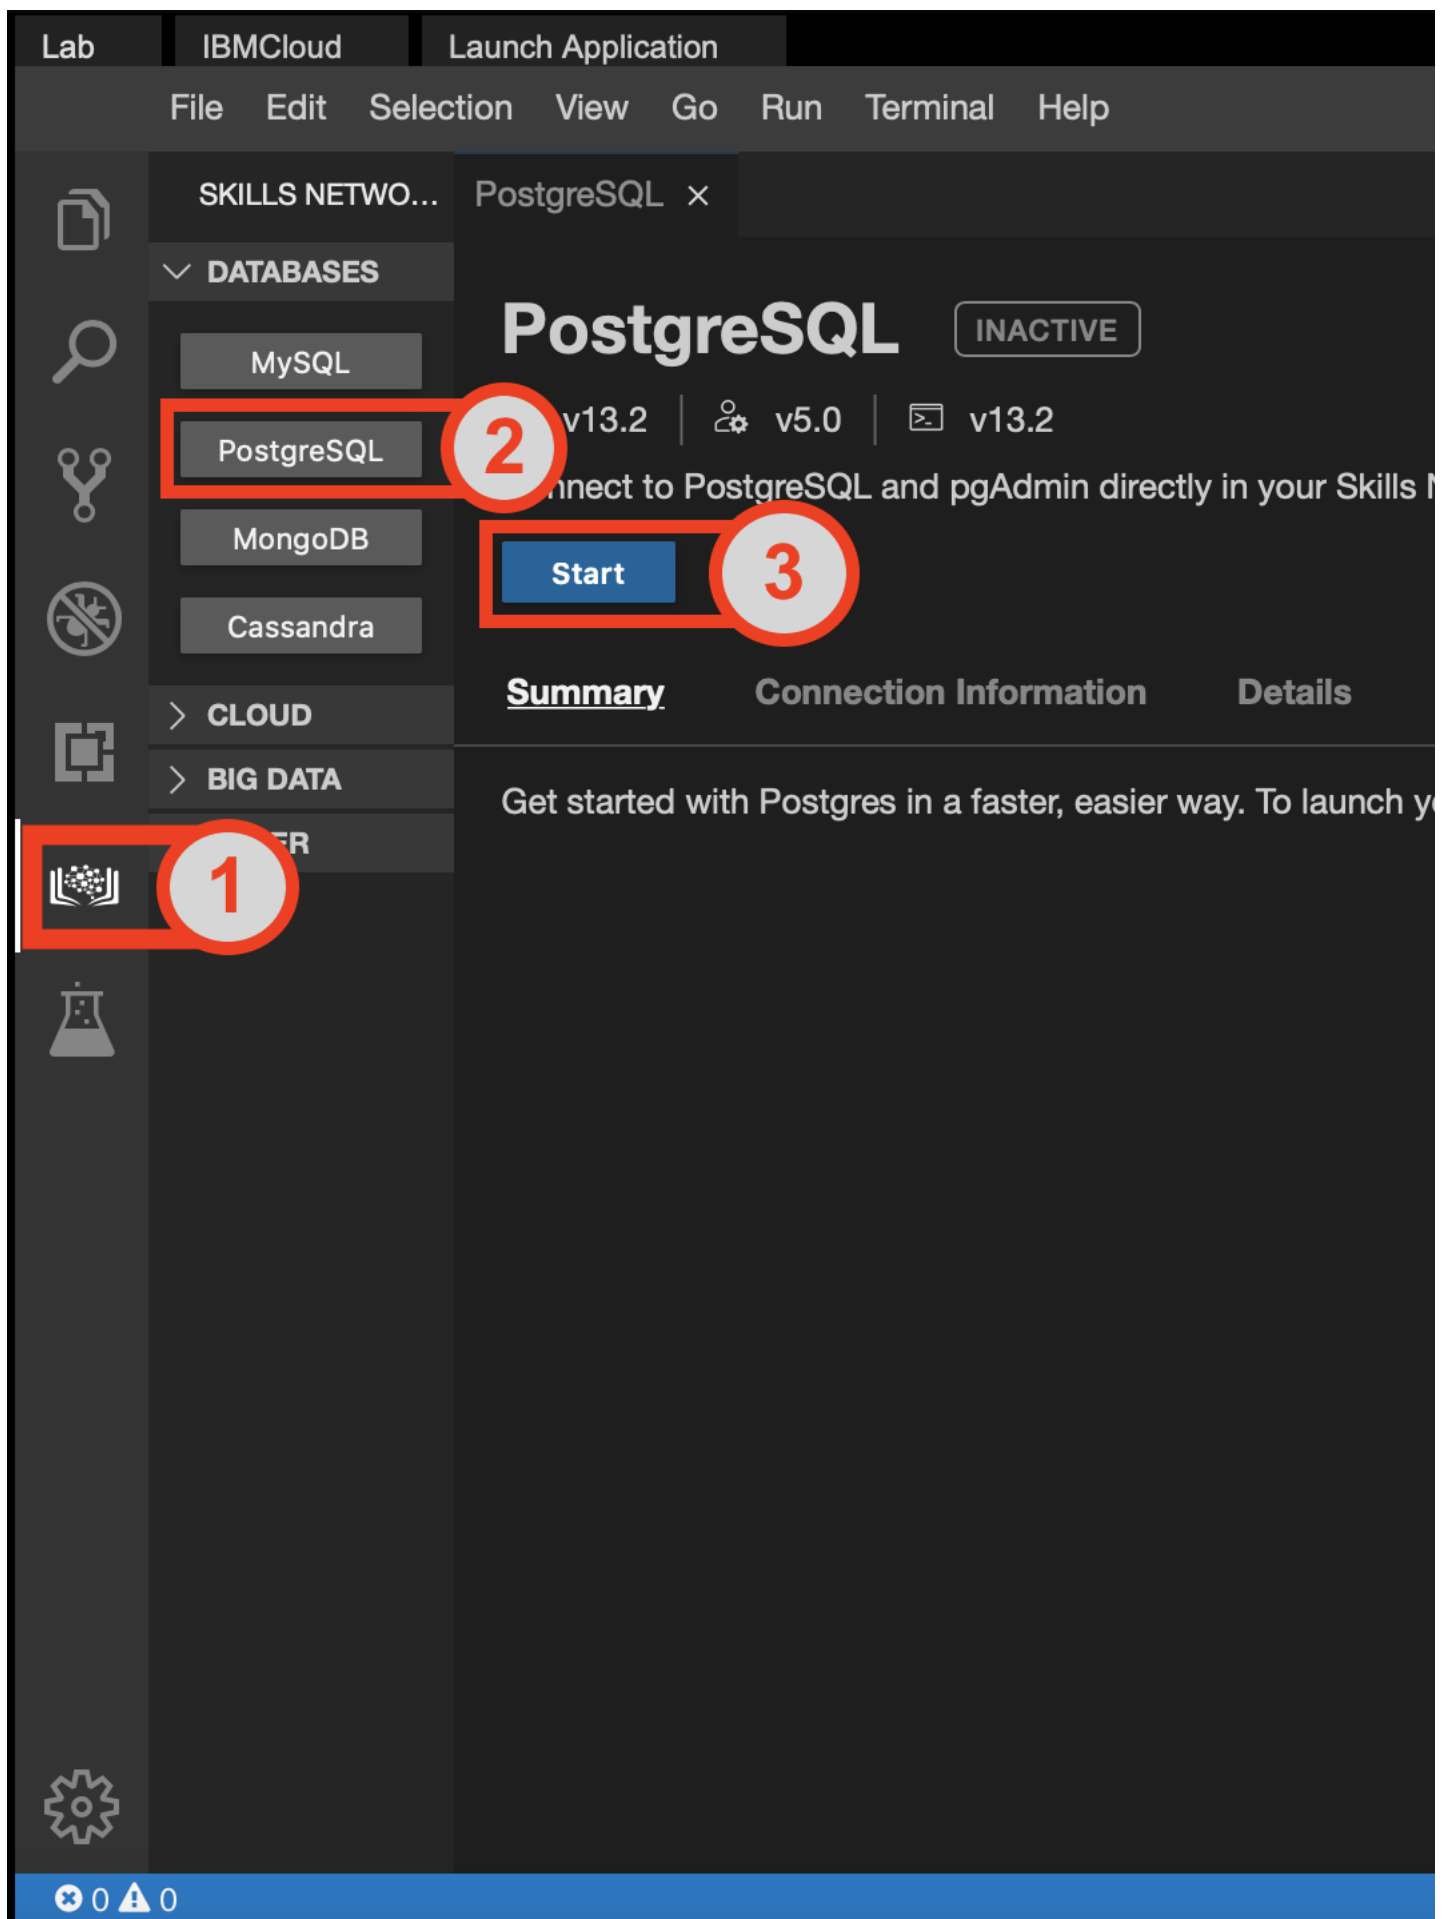 Lab IBMCloud Launch Application
File Edit Selection View Go Run Terminal Help
SKILLS NETWO... PostgreSQL ×
DATABASES
MySQL
PostgreSQL
MongoDB
Cassandra
CLOUD
BIG DATA
1
2
PostgreSQL INACTIVE
v13.2 v5.0 v13.2
to PostgreSQL and pgAdmin directly in your Skills
Start
3
Summary Connection Information Details
Get started with Postgres in a faster, easier way. To launch
0 0